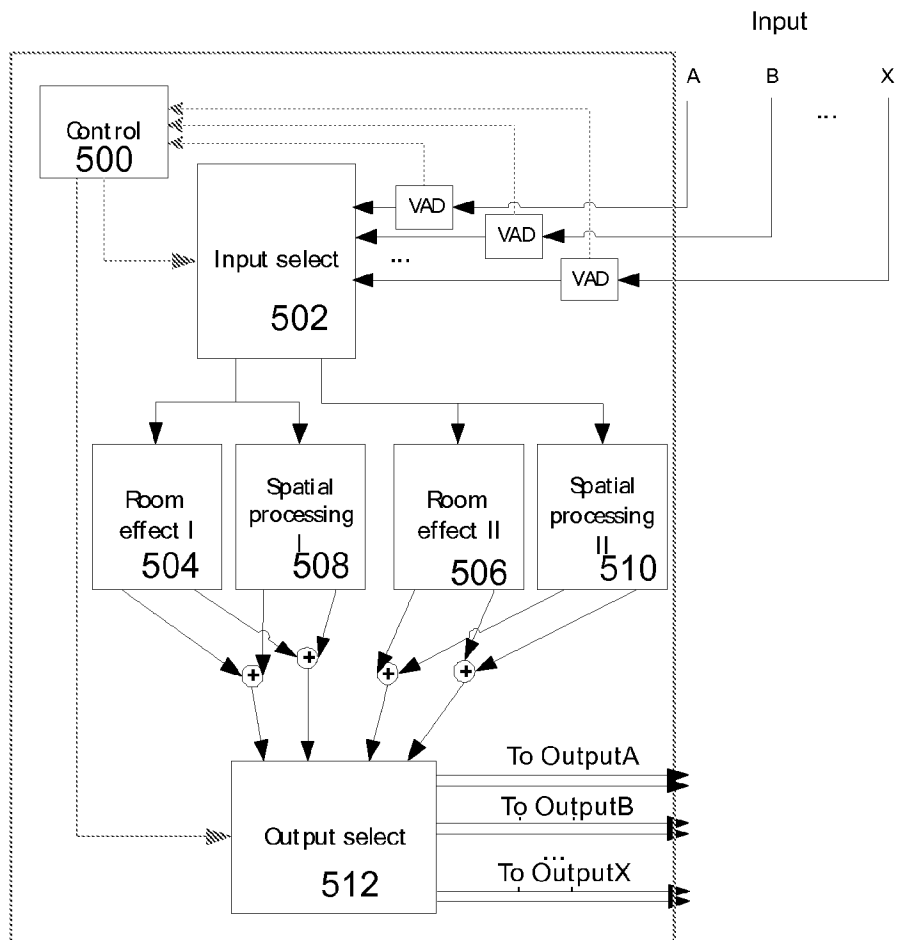 Input
A B ... X
Control
500
VAD
VAD
VAD
...
Input select
502
Room
effect I
504
Spatial
processing
I
508
Room
effect II
506
Spatial
processing
II
510
+
+
+
+
Output select
512
To OutputA
To OutputB
...
To OutputX